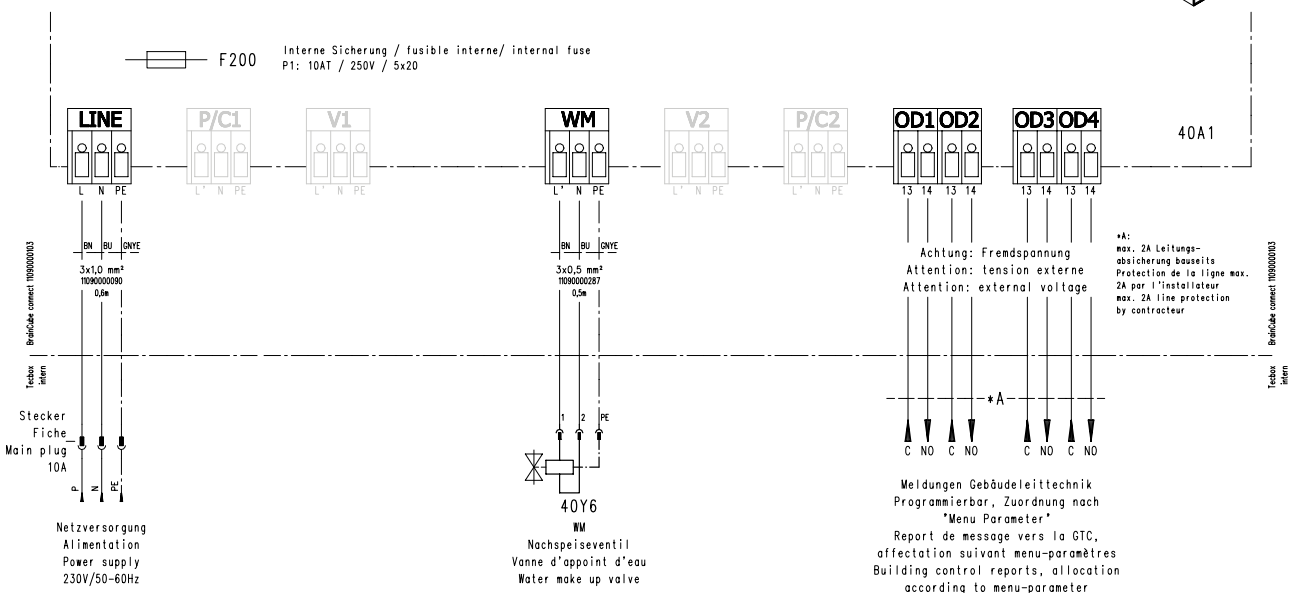 F200
Interne Sicherung / fusible interne/ internal fuse
P1: 10AT / 250V / 5x20
LINE
P/C1
V1
WM
V2
P/C2
OD1 OD2
OD3 OD4
40A1
L N PE
L' N PE
L' N PE
L' N PE
L' N PE
L' N PE
13 14 13 14
13 14 13 14
BN BU GNYE
3x1,0 mm²
11090000090
0,6m
BN BU GNYE
3x0,5 mm²
11090000287
0,5m
Achtung: Fremdspannung
Attention: tension externe
Attention: external voltage
*A:
max. 2A Leitungs-
absicherung bauseits
Protection de la ligne max.
2A par l'installateur
max. 2A line protection
by contracteur
BrainCube connect 11090000103
Tecbox
intern
BrainCube connect 11090000103
Tecbox
intern
Stecker
Fiche
Main plug
10A
P N PE
1 2 PE
*A
C NO C NO
C NO C NO
40Y6
Netzversorgung
Alimentation
Power supply
230V/50-60Hz
WM
Nachspeiseventil
Vanne d'appoint d'eau
Water make up valve
Meldungen Gebäudeleittechnik
Programmierbar, Zuordnung nach
"Menu Parameter"
Report de message vers la GTC,
affectation suivant menu-paramètres
Building control reports, allocation
according to menu-parameter